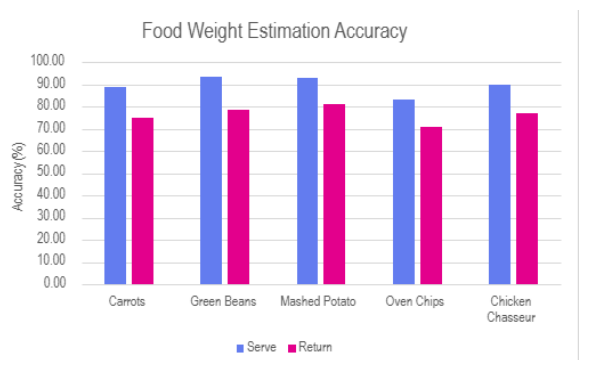 Food Weight Estimation Accuracy
100.00
90.00
80.00
70.00
60.00
50.00
40.00
30.00
20.00
10.00
0.00
Accuracy(%)
Carrots Green Beans Mashed Potato Oven Chips Chicken
Chasseur
Serve Return